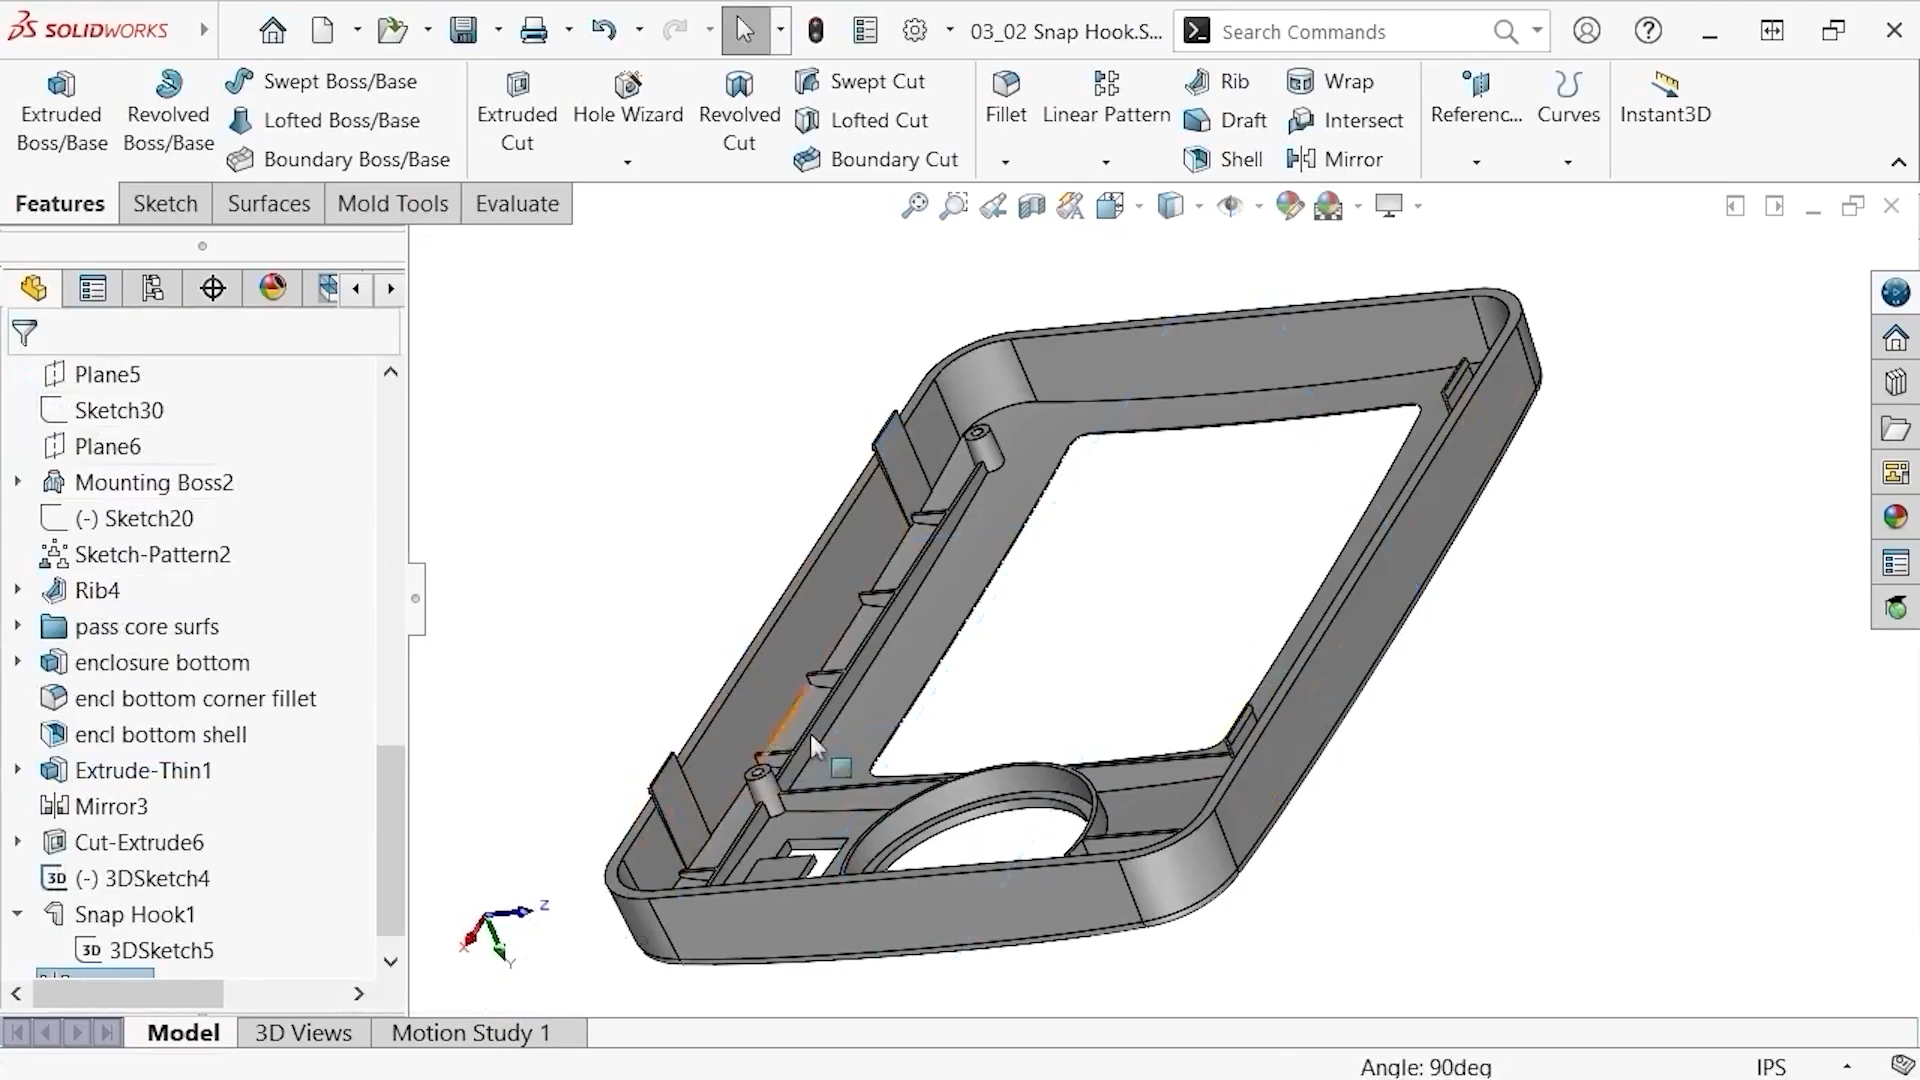 SOLIDWORKS
03_02 Snap Hook.S...
Search Commands
Extruded Boss/Base
Revolved Boss/Base
Swept Boss/Base
Lofted Boss/Base
Boundary Boss/Base
Extruded Cut
Hole Wizard
Revolved Cut
Swept Cut
Lofted Cut
Boundary Cut
Fillet
Linear Pattern
Rib
Draft
Shell
Wrap
Intersect
Mirror
Referenc...
Curves
Instant3D
Features
Sketch
Surfaces
Mold Tools
Evaluate
Plane5
Sketch30
Plane6
Mounting Boss2
(-) Sketch20
Sketch-Pattern2
Rib4
pass core surfs
enclosure bottom
encl bottom corner fillet
encl bottom shell
Extrude-Thin1
Mirror3
Cut-Extrude6
3D (-) 3DSketch4
Snap Hook1
3D 3DSketch5
Z
X
Y
Model
3D Views
Motion Study 1
Angle: 90deg
IPS